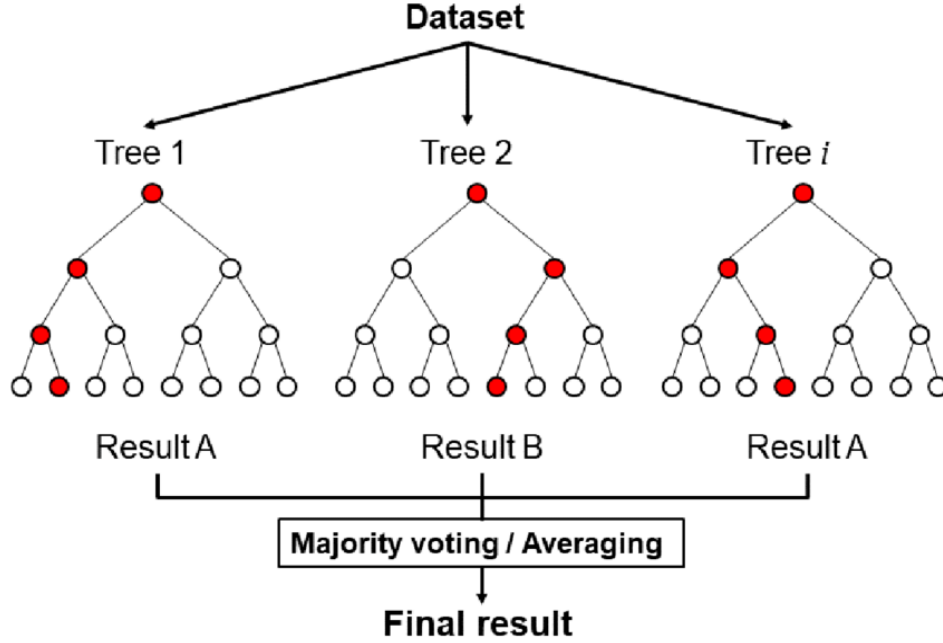 Dataset
Tree 1
Tree 2
Tree i
Result A
Result B
Result A
Majority voting / Averaging
Final result